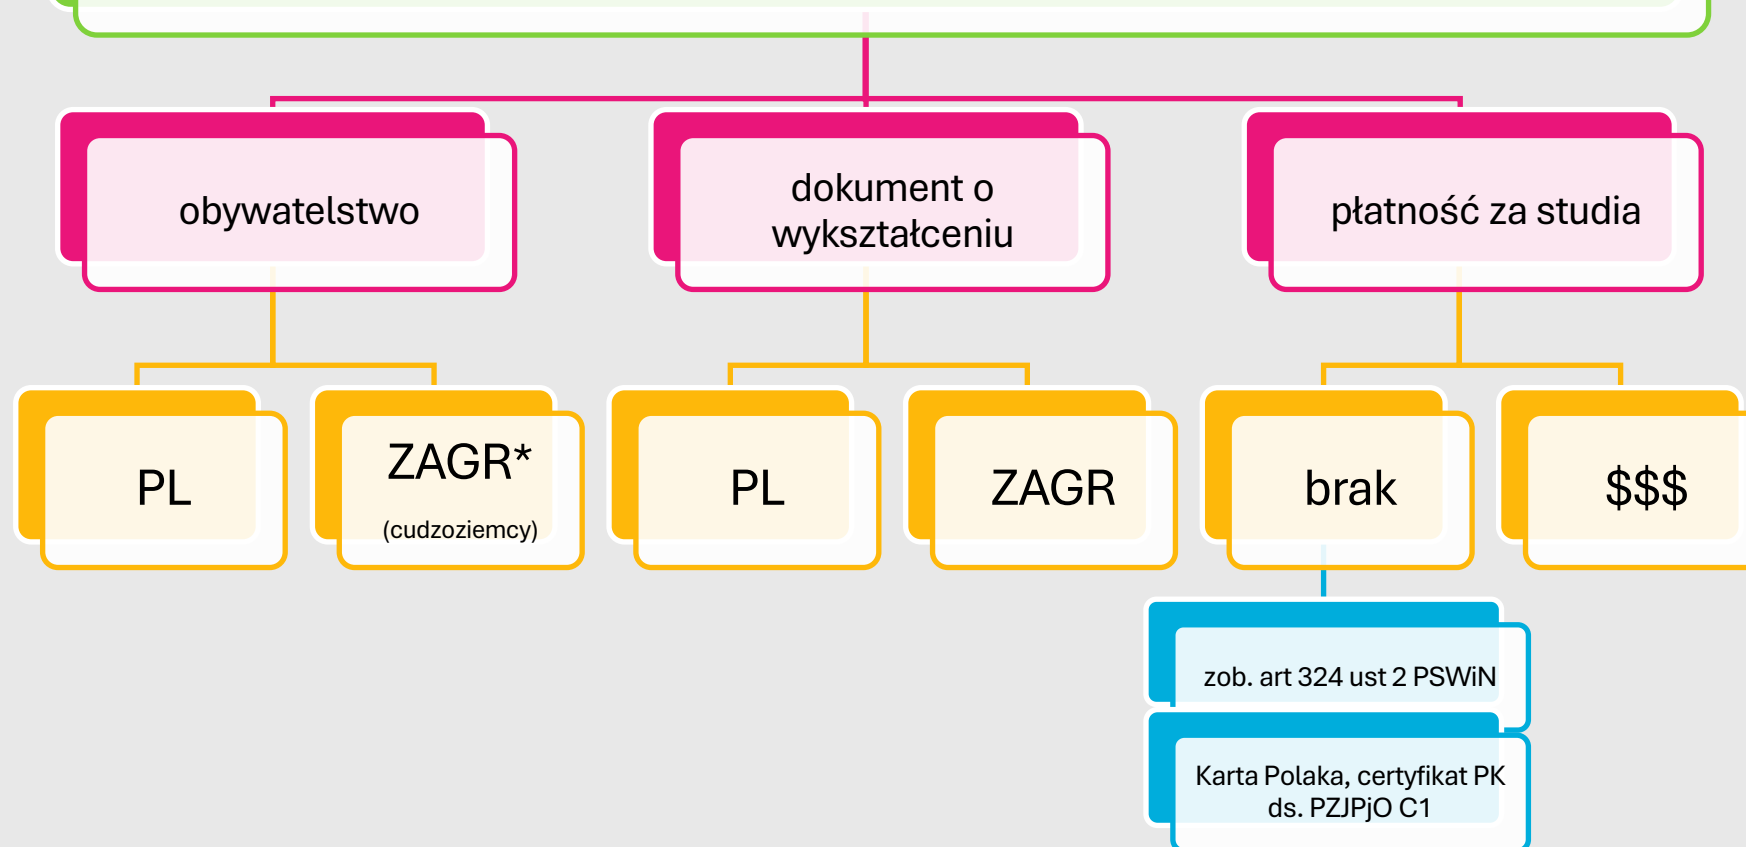 obywatelstwo
dokument o
wykształceniu
płatność za studia
PL
ZAGR*
(cudzoziemcy)
PL
ZAGR
brak
$$$
zob. art 324 ust 2 PSWiN
Karta Polaka, certyfikat PK
ds. PZJPjO C1